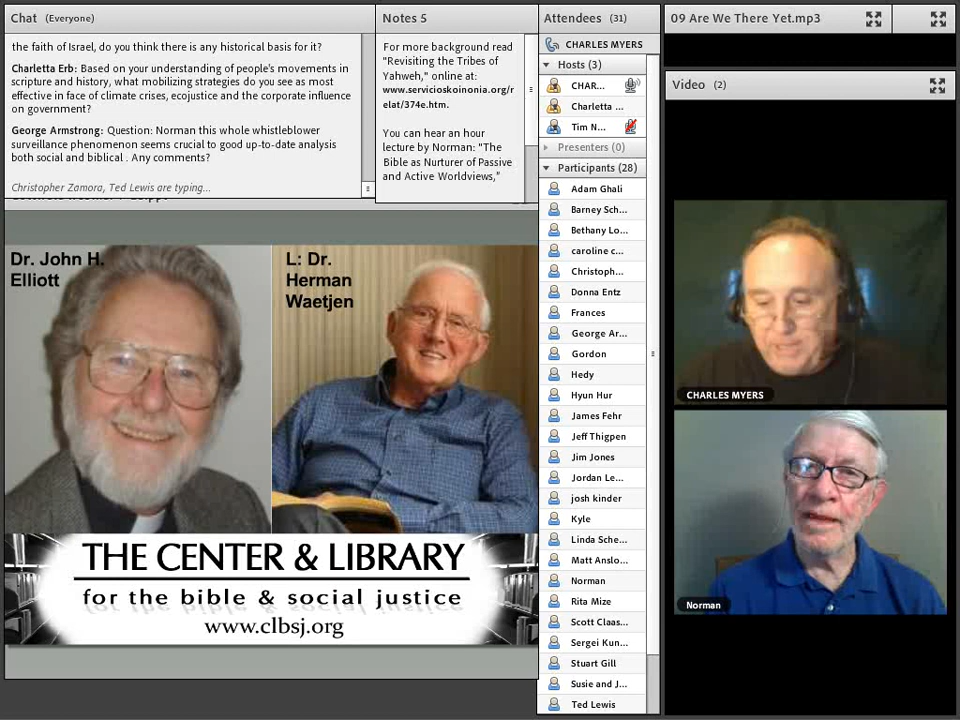 Chat (Everyone)
the faith of Israel, do you think there is any historical basis for it?
Charletta Erb: Based on your understanding of people's movements in
scripture and history, what mobilizing strategies do you see as most
effective in face of climate crises, ecojustice and the corporate influence
on government?
George Armstrong: Question: Norman this whole whistleblower
surveillance phenomenon seems crucial to good up-to-date analysis
both social and biblical . Any comments?
Christopher Zamora, Ted Lewis are typing...
Notes 5
For more background read
"Revisiting the Tribes of
Yahweh," online at:
www.servicioskoinonia.org/r
elat/374e.htm.
You can hear an hour
lecture by Norman: "The
Bible as Nurturer of Passive
and Active Worldviews,"
Attendees (31)
CHARLES MYERS
Hosts (3)
CHAR...
Charletta ...
Tim N...
Presenters (0)
Participants (28)
Adam Ghali
Barney Sch...
Bethany Lo...
caroline c...
Christoph...
Donna Entz
Frances
George Ar...
Gordon
Hedy
Hyun Hur
James Fehr
Jeff Thigpen
Jim Jones
Jordan Le...
josh kinder
Kyle
Linda Sche...
Matt Anslo...
Norman
Rita Mize
Scott Claas...
Sergei Kun...
Stuart Gill
Susie and J...
Ted Lewis
09 Are We There Yet.mp3
Video (2)
CHARLES MYERS
Norman
Dr. John H.
Elliott
L: Dr.
Herman
Waetjen
THE CENTER & LIBRARY
for the bible & social justice
www.clbsj.org